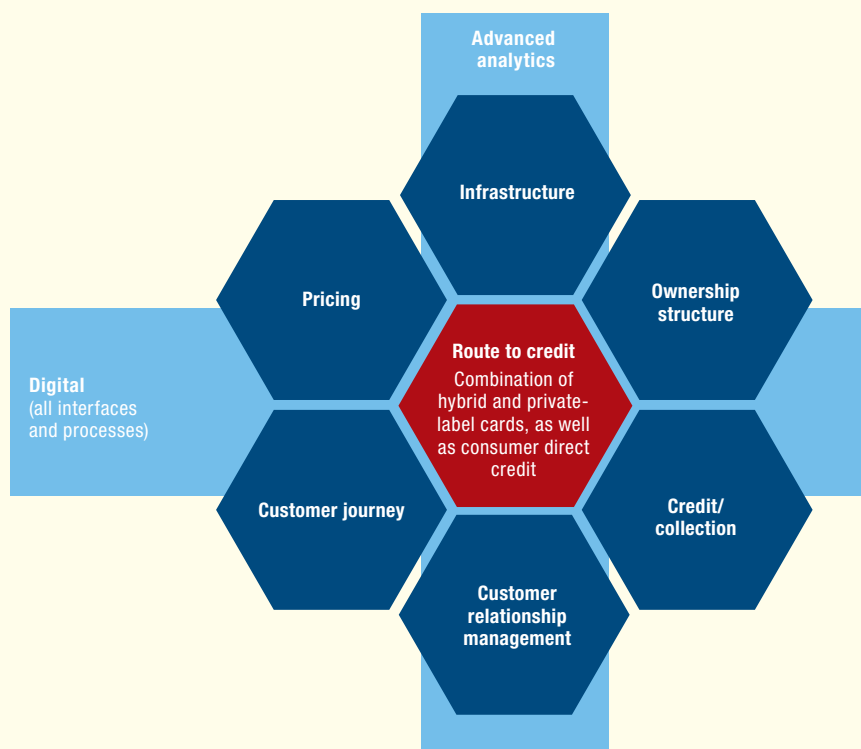 Advanced
analytics
Infrastructure
Pricing
Ownership
structure
Route to credit
Combination of
hybrid and private-
label cards, as well
as consumer direct
credit
Digital
(all interfaces
and processes)
Customer journey
Credit/
collection
Customer
relationship
management